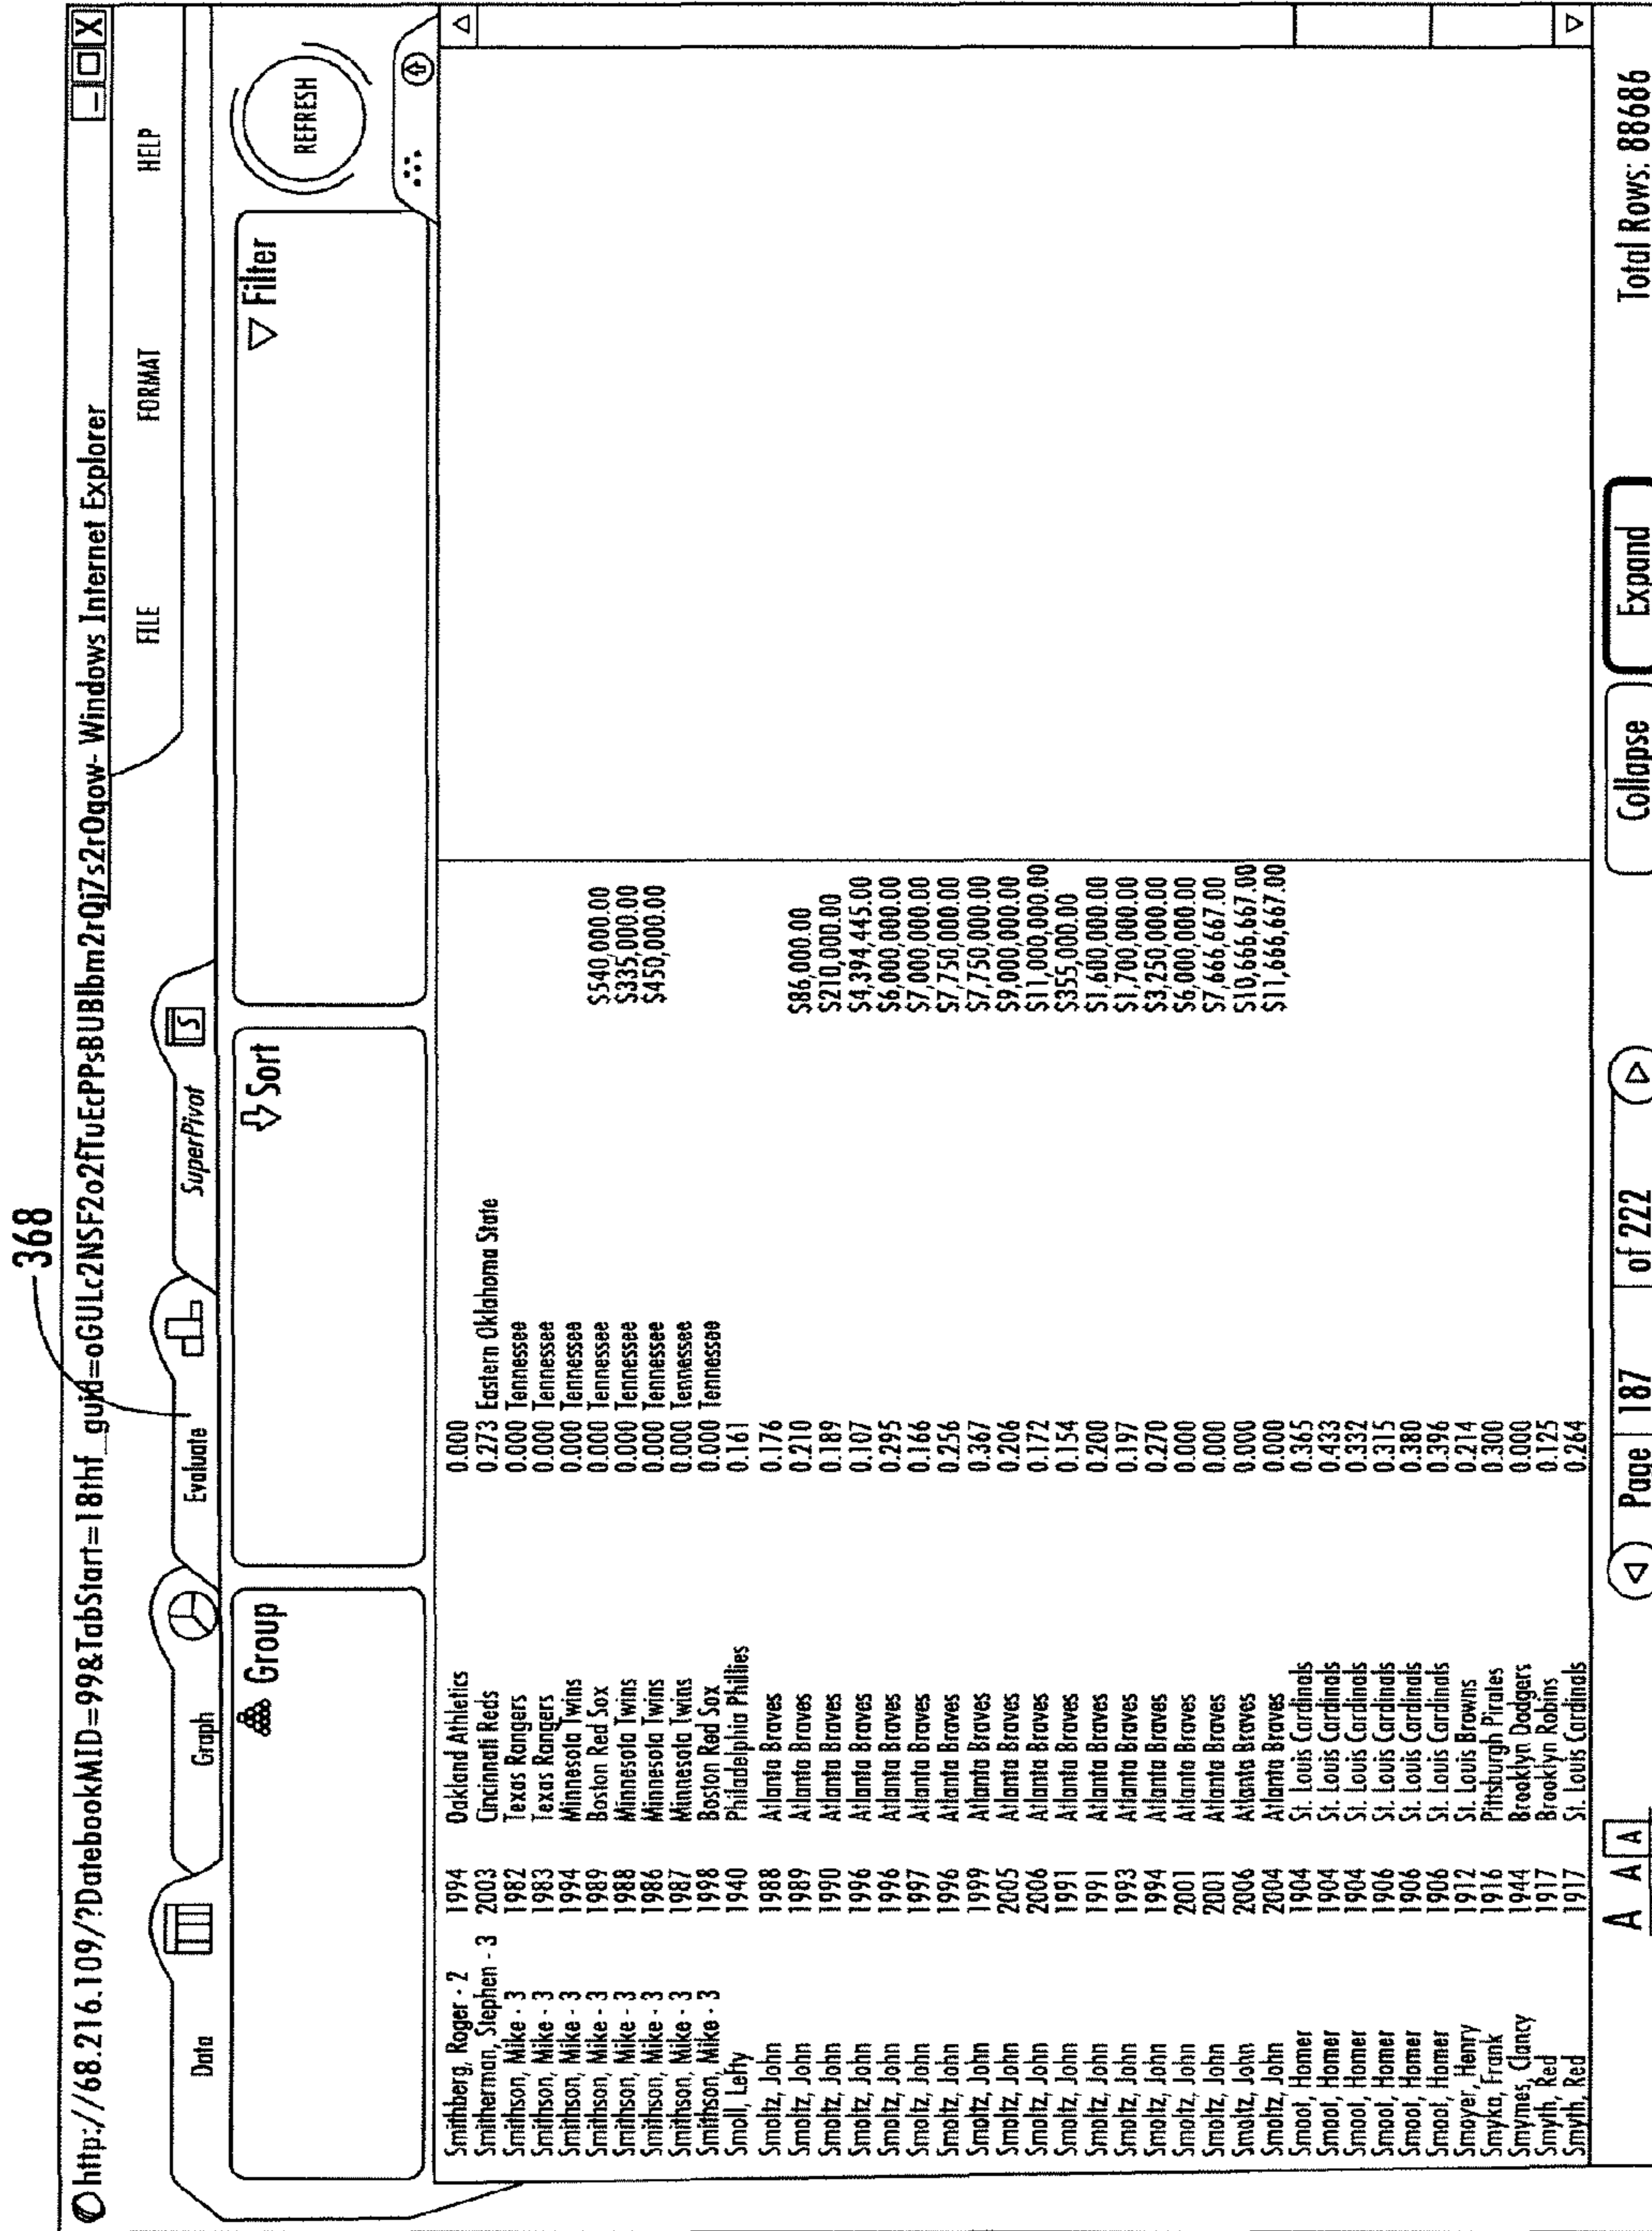 368
http://68.216.109/?DatebookMID=99&TabStart=18thf_guid=oGULc2NSF2o2fTuEcPPsBUBlbm2rQj7s2rOqow- Windows Internet Explorer _ X
FILE FORMAT HELP
Data Graph Evaluate SuperPivot S
Group Sort Filter REFRESH
Smithberg, Roger - 2 1994 Oakland Athletics 0.000
Smitherman, Stephen - 3 2003 Cincinnati Reds 0.273 Eastern Oklahoma State
Smithson, Mike - 3 1982 Texas Rangers 0.000 Tennessee
Smithson, Mike - 3 1983 Texas Rangers 0.000 Tennessee
Smithson, Mike - 3 1994 Minnesota Twins 0.000 Tennessee
Smithson, Mike - 3 1989 Boston Red Sox 0.000 Tennessee $540,000.00
Smithson, Mike - 3 1988 Minnesota Twins 0.000 Tennessee $335,000.00
Smithson, Mike - 3 1986 Minnesota Twins 0.000 Tennessee $450,000.00
Smithson, Mike - 3 1987 Minnesota Twins 0.000 Tennessee
Smithson, Mike - 3 1998 Boston Red Sox 0.000 Tennessee
Smoll, Lefty 1940 Philadelphia Phillies 0.161
Smoltz, John 1988 Atlanta Braves 0.176
Smoltz, John 1989 Atlanta Braves 0.210 $86,000.00
Smoltz, John 1990 Atlanta Braves 0.189 $210,000.00
Smoltz, John 1996 Atlanta Braves 0.107 $4,394,445.00
Smoltz, John 1996 Atlanta Braves 0.295 $6,000,000.00
Smoltz, John 1997 Atlanta Braves 0.166 $7,000,000.00
Smoltz, John 1996 Atlanta Braves 0.256 $7,750,000.00
Smoltz, John 1999 Atlanta Braves 0.367 $7,750,000.00
Smoltz, John 2005 Atlanta Braves 0.206 $9,000,000.00
Smoltz, John 2006 Atlanta Braves 0.172 $11,000,000.00
Smoltz, John 1991 Atlanta Braves 0.154 $355,000.00
Smoltz, John 1991 Atlanta Braves 0.200 $1,600,000.00
Smoltz, John 1993 Atlanta Braves 0.197 $1,700,000.00
Smoltz, John 1994 Atlanta Braves 0.270 $3,250,000.00
Smoltz, John 2001 Atlanta Braves 0.000 $6,000,000.00
Smoltz, John 2001 Atlanta Braves 0.000 $7,666,667.00
Smoltz, John 2006 Atlanta Braves 0.000 $10,666,667.00
Smoltz, John 2004 Atlanta Braves 0.000 $11,666,667.00
Smoot, Homer 1904 St. Louis Cardinals 0.365
Smoot, Homer 1904 St. Louis Cardinals 0.433
Smoot, Homer 1904 St. Louis Cardinals 0.332
Smoot, Homer 1906 St. Louis Cardinals 0.315
Smoot, Homer 1906 St. Louis Cardinals 0.380
Smoot, Homer 1906 St. Louis Cardinals 0.396
Smoyer, Henry 1912 St. Louis Browns 0.214
Smyka, Frank 1916 Pittsburgh Pirates 0.300
Smymes, Clancy 1944 Brooklyn Dodgers 0.000
Smyth, Red 1917 Brooklyn Robins 0.125
Smyth, Red 1917 St. Louis Cardinals 0.264
A A A Page 187 of 222 Collapse Expand Total Rows: 88686